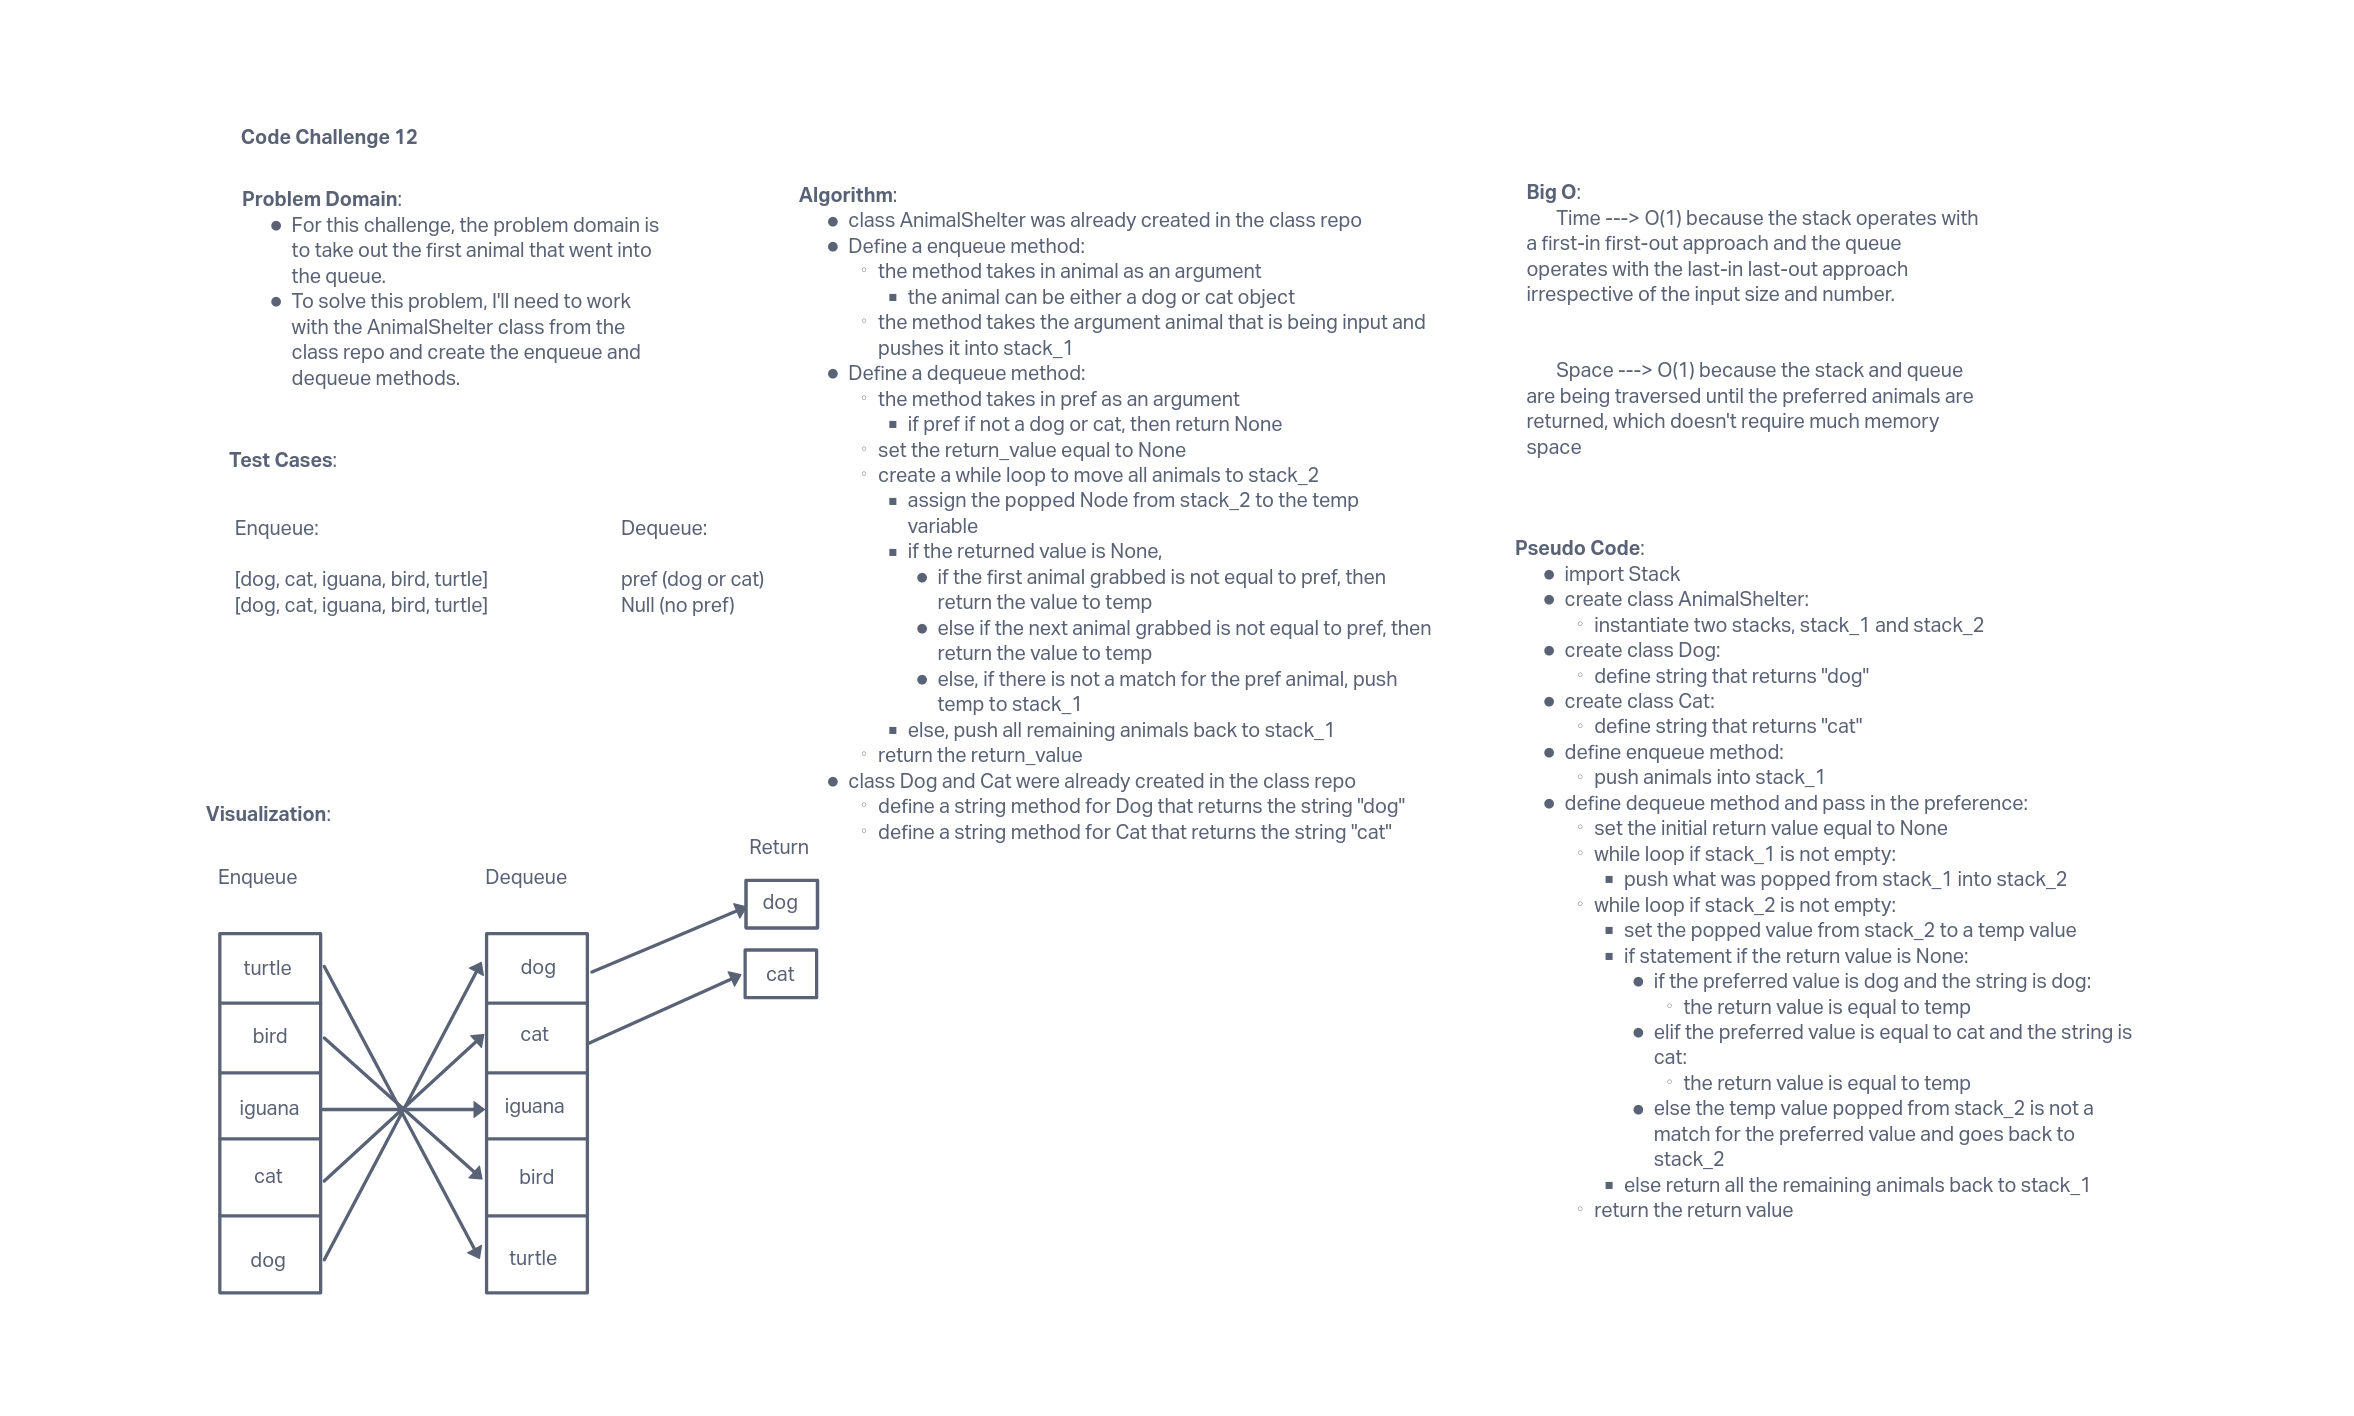 Code Challenge 12
Problem Domain:
● For this challenge, the problem domain is
to take out the first animal that went into
the queue.
● To solve this problem, I'll need to work
with the AnimalShelter class from the
class repo and create the enqueue and
dequeue methods.
Test Cases:
Enqueue: Dequeue:
[dog, cat, iguana, bird, turtle] pref (dog or cat)
[dog, cat, iguana, bird, turtle] Null (no pref)
Visualization:
Enqueue Dequeue Return
turtle
bird
iguana
cat
dog
dog
cat
iguana
bird
turtle
dog
cat
Algorithm:
● class AnimalShelter was already created in the class repo
● Define a enqueue method:
◦ the method takes in animal as an argument
▪ the animal can be either a dog or cat object
◦ the method takes the argument animal that is being input and
pushes it into stack_1
● Define a dequeue method:
◦ the method takes in pref as an argument
▪ if pref if not a dog or cat, then return None
◦ set the return_value equal to None
◦ create a while loop to move all animals to stack_2
▪ assign the popped Node from stack_2 to the temp
variable
▪ if the returned value is None,
● if the first animal grabbed is not equal to pref, then
return the value to temp
● else if the next animal grabbed is not equal to pref, then
return the value to temp
● else, if there is not a match for the pref animal, push
temp to stack_1
▪ else, push all remaining animals back to stack_1
◦ return the return_value
● class Dog and Cat were already created in the class repo
◦ define a string method for Dog that returns the string "dog"
◦ define a string method for Cat that returns the string "cat"
Big O:
Time ---> O(1) because the stack operates with
a first-in first-out approach and the queue
operates with the last-in last-out approach
irrespective of the input size and number.
Space ---> O(1) because the stack and queue
are being traversed until the preferred animals are
returned, which doesn't require much memory
space
Pseudo Code:
● import Stack
● create class AnimalShelter:
◦ instantiate two stacks, stack_1 and stack_2
● create class Dog:
◦ define string that returns "dog"
● create class Cat:
◦ define string that returns "cat"
● define enqueue method:
◦ push animals into stack_1
● define dequeue method and pass in the preference:
◦ set the initial return value equal to None
◦ while loop if stack_1 is not empty:
▪ push what was popped from stack_1 into stack_2
◦ while loop if stack_2 is not empty:
▪ set the popped value from stack_2 to a temp value
▪ if statement if the return value is None:
● if the preferred value is dog and the string is dog:
◦ the return value is equal to temp
● elif the preferred value is equal to cat and the string is
cat:
◦ the return value is equal to temp
● else the temp value popped from stack_2 is not a
match for the preferred value and goes back to
stack_2
▪ else return all the remaining animals back to stack_1
◦ return the return value